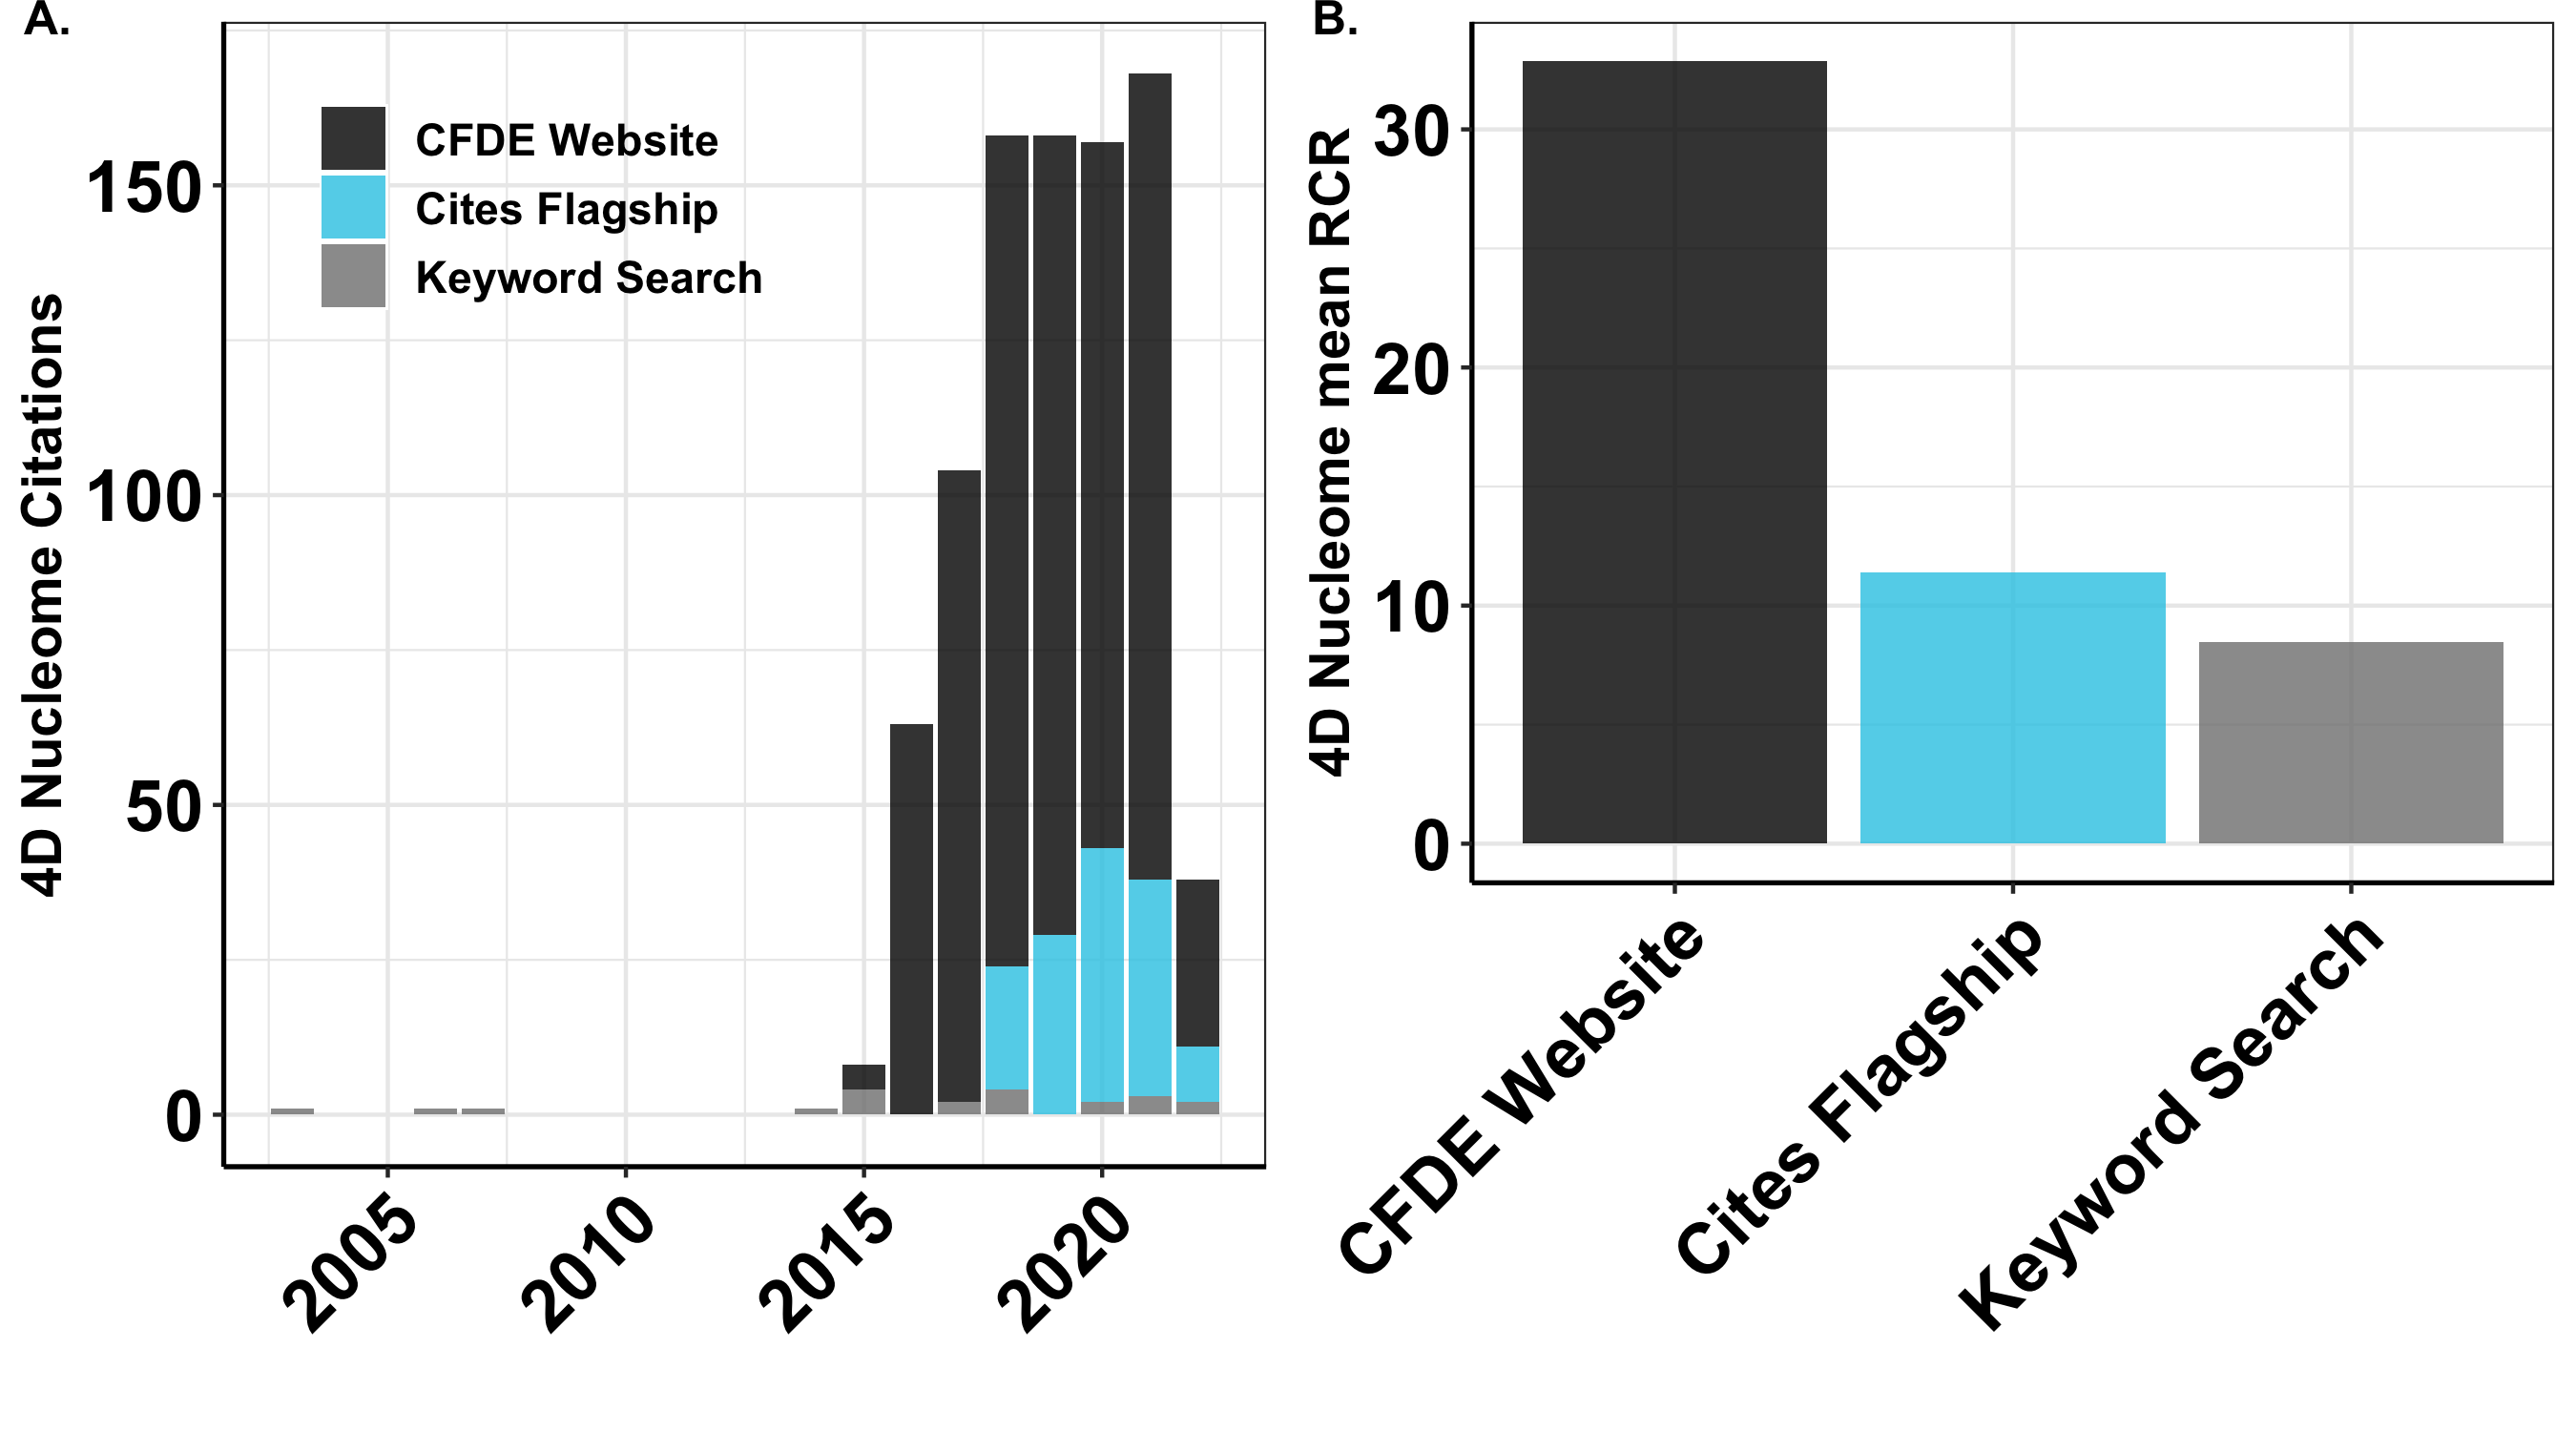 A.
4D Nucleome Citations
150
100
50
0
CFDE Website
Cites Flagship
Keyword Search
2005
2010
2015
2020
B.
4D Nucleome mean RCR
30
20
10
0
CFDE Website
Cites Flagship
Keyword Search